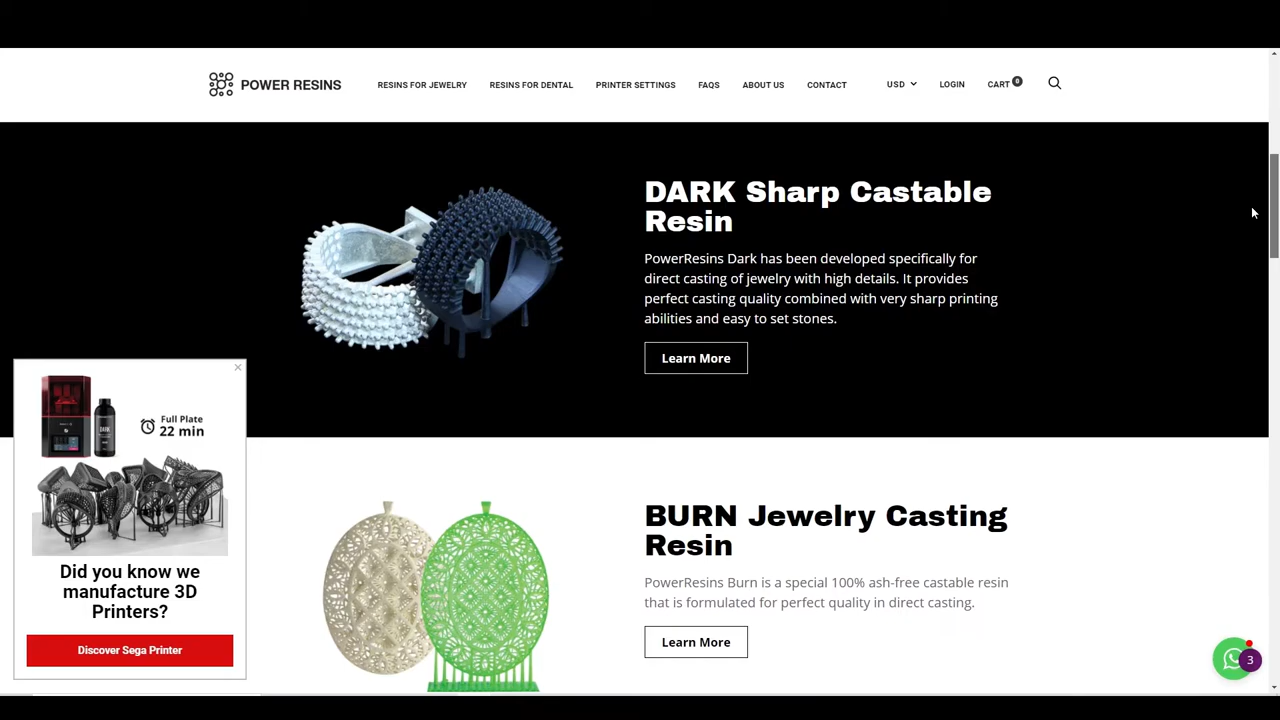 POWER RESINS
RESINS FOR JEWELRY
RESINS FOR DENTAL
PRINTER SETTINGS
FAQS
ABOUT US
CONTACT
USD
LOGIN
CART 0
DARK Sharp Castable
Resin
PowerResins Dark has been developed specifically for
direct casting of jewelry with high details. It provides
perfect casting quality combined with very sharp printing
abilities and easy to set stones.
Learn More
Full Plate
22 min
DARK
Did you know we
manufacture 3D
Printers?
Discover Sega Printer
BURN Jewelry Casting
Resin
PowerResins Burn is a special 100% ash-free castable resin
that is formulated for perfect quality in direct casting.
Learn More
3